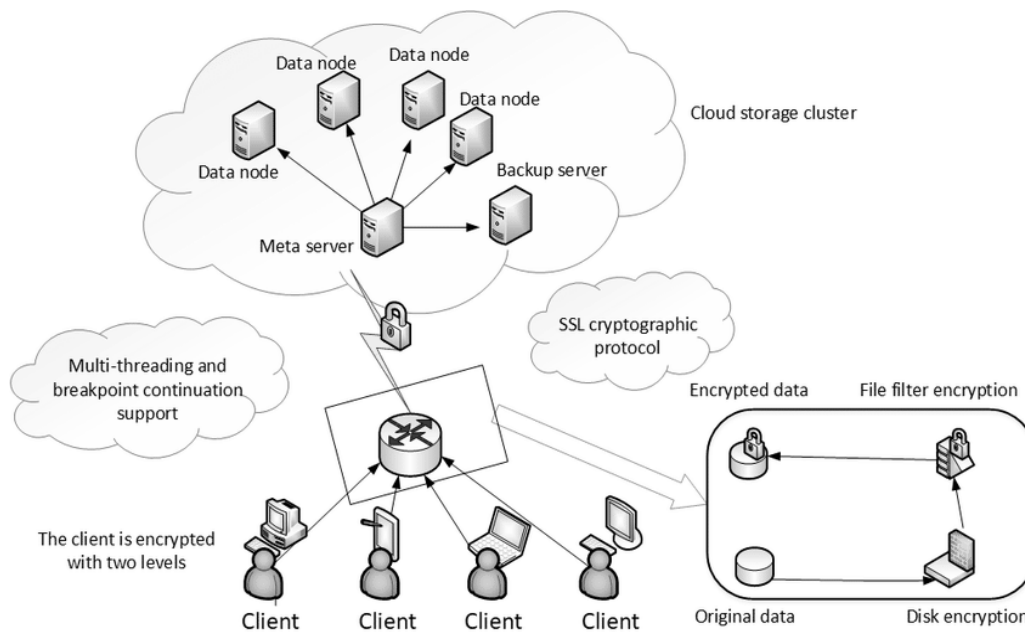 Data node
Data node
Data node
Data node
Cloud storage cluster
Backup server
Meta server
SSL cryptographic
protocol
Multi-threading and
breakpoint continuation
support
Encrypted data
File filter encryption
The client is encrypted
with two levels
Original data
Disk encryption
Client
Client
Client
Client